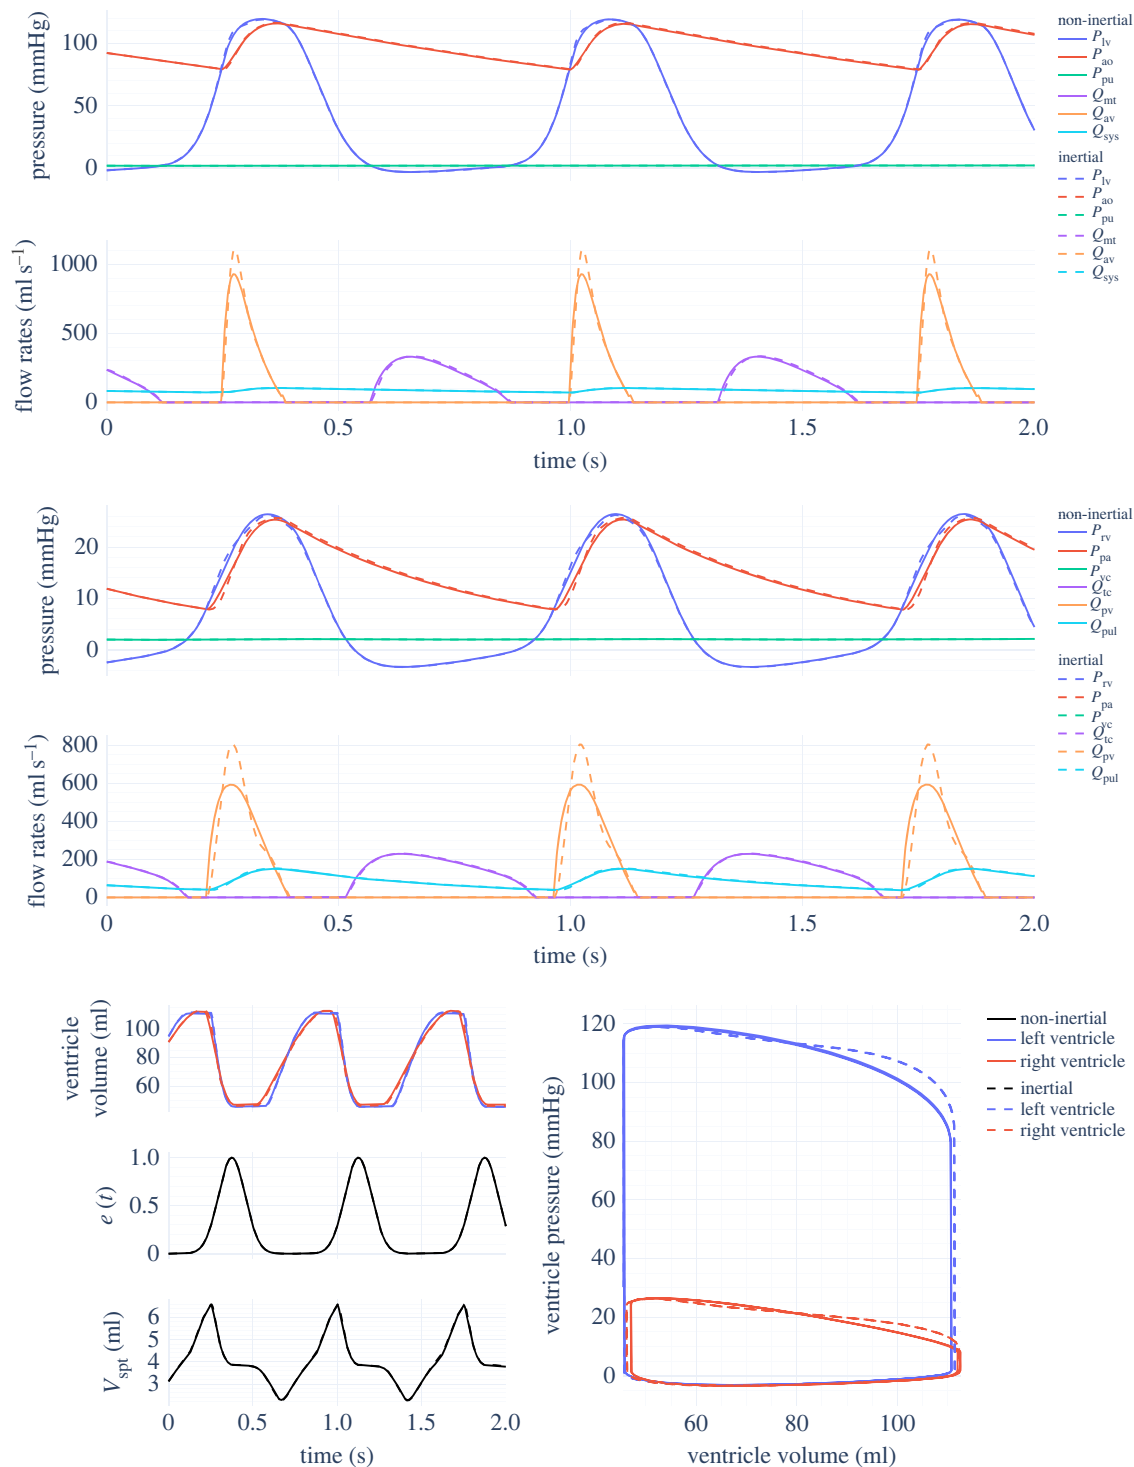 pressure (mmHg)
100
50
0
non-inertial
P_lv
P_ao
P_pu
Q_mt
Q_av
Q_sys
inertial
P_lv
P_ao
P_pu
Q_mt
Q_av
Q_sys
flow rates (ml s⁻¹)
1000
500
0
0 0.5 1.0 1.5 2.0
time (s)
pressure (mmHg)
20
10
0
non-inertial
P_rv
P_pa
P_vc
Q_tc
Q_pv
Q_pul
inertial
P_rv
P_pa
P_vc
Q_tc
Q_pv
Q_pul
flow rates (ml s⁻¹)
800
600
400
200
0
0 0.5 1.0 1.5 2.0
time (s)
ventricle
volume (ml)
100
80
60
e (t)
1.0
0.5
0
V_spt (ml)
6
5
4
3
0 0.5 1.0 1.5 2.0
time (s)
ventricle pressure (mmHg)
120
100
80
60
40
20
0
60 80 100
ventricle volume (ml)
non-inertial
left ventricle
right ventricle
inertial
left ventricle
right ventricle